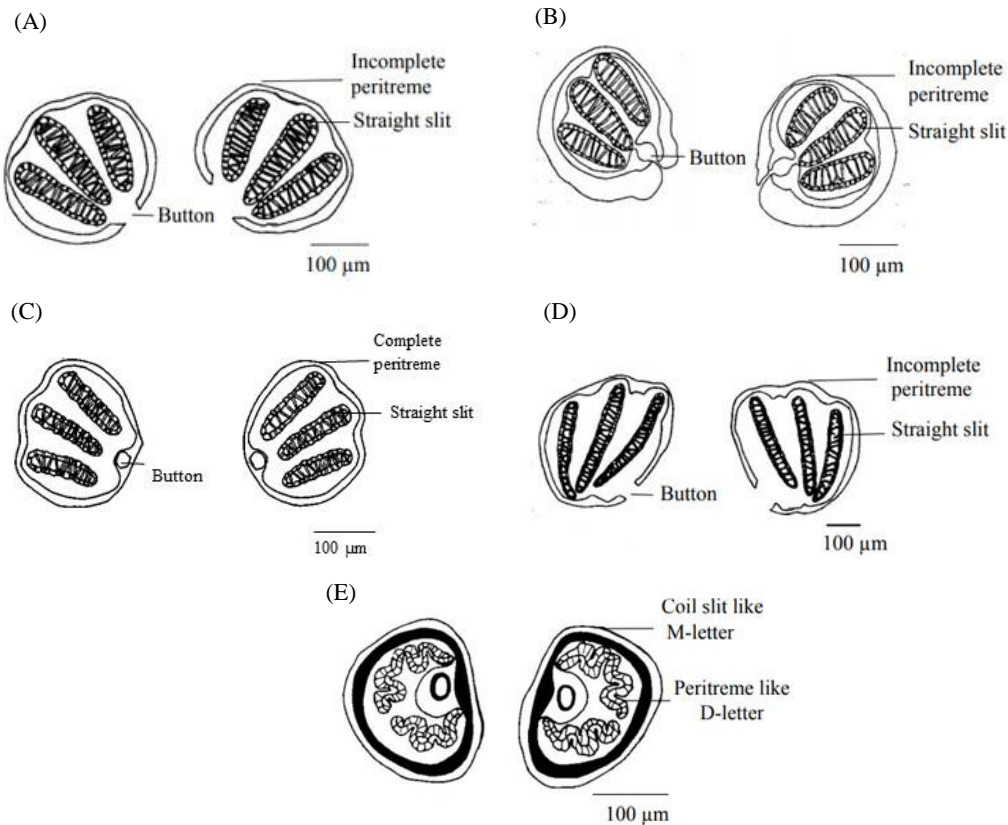 (A)
Incomplete
peritreme
Straight slit
Button
100 µm
(B)
Incomplete
peritreme
Straight slit
Button
100 µm
(C)
Complete
peritreme
Straight slit
Button
100 µm
(D)
Incomplete
peritreme
Straight slit
Button
100 µm
(E)
Coil slit like
M-letter
Peritreme like
D-letter
100 µm